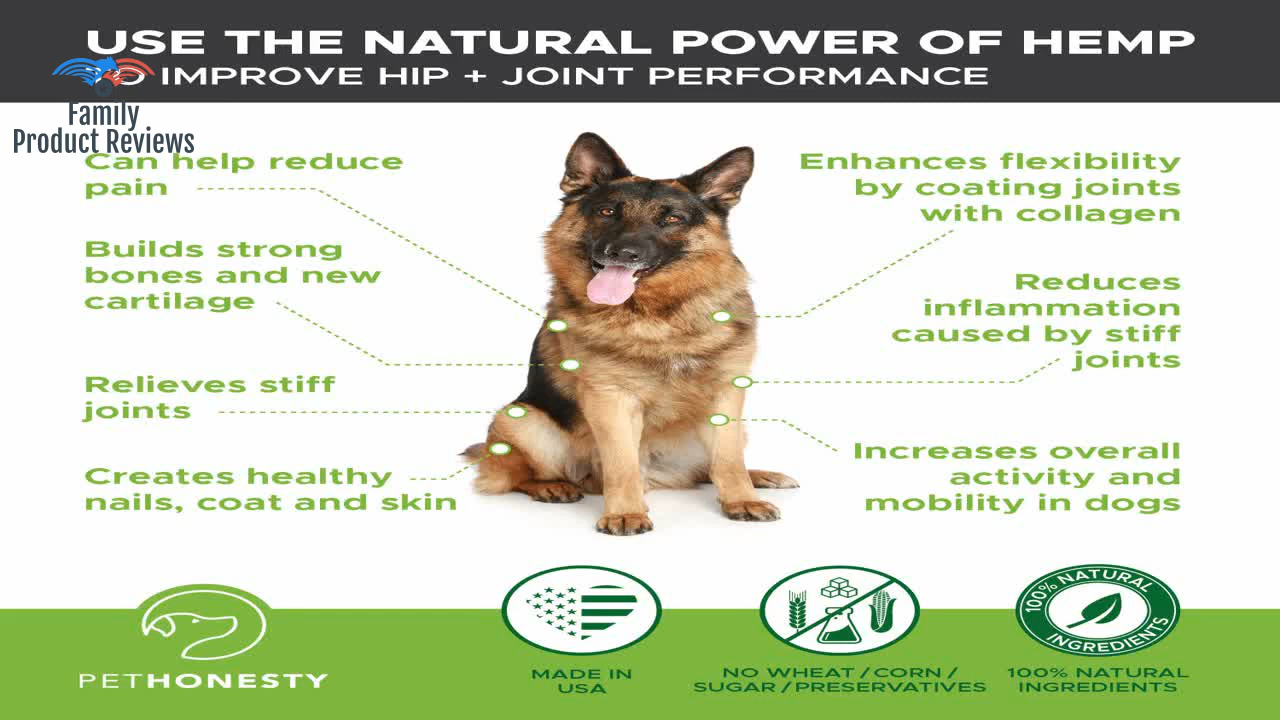 USE THE NATURAL POWER OF HEMP
TO IMPROVE HIP + JOINT PERFORMANCE
Family
Product Reviews
Can help reduce
pain
Builds strong
bones and new
cartilage
Relieves stiff
joints
Creates healthy
nails, coat and skin
Enhances flexibility
by coating joints
with collagen
Reduces
inflammation
caused by stiff
joints
Increases overall
activity and
mobility in dogs
PETHONESTY
MADE IN
USA
NO WHEAT / CORN /
SUGAR / PRESERVATIVES
100% NATURAL
INGREDIENTS
100% NATURAL
INGREDIENTS